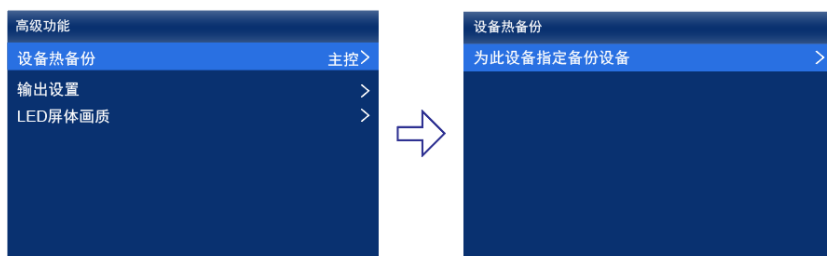 高级功能
设备热备份 主控>
输出设置 >
LED屏体画质 >
设备热备份
为此设备指定备份设备 >